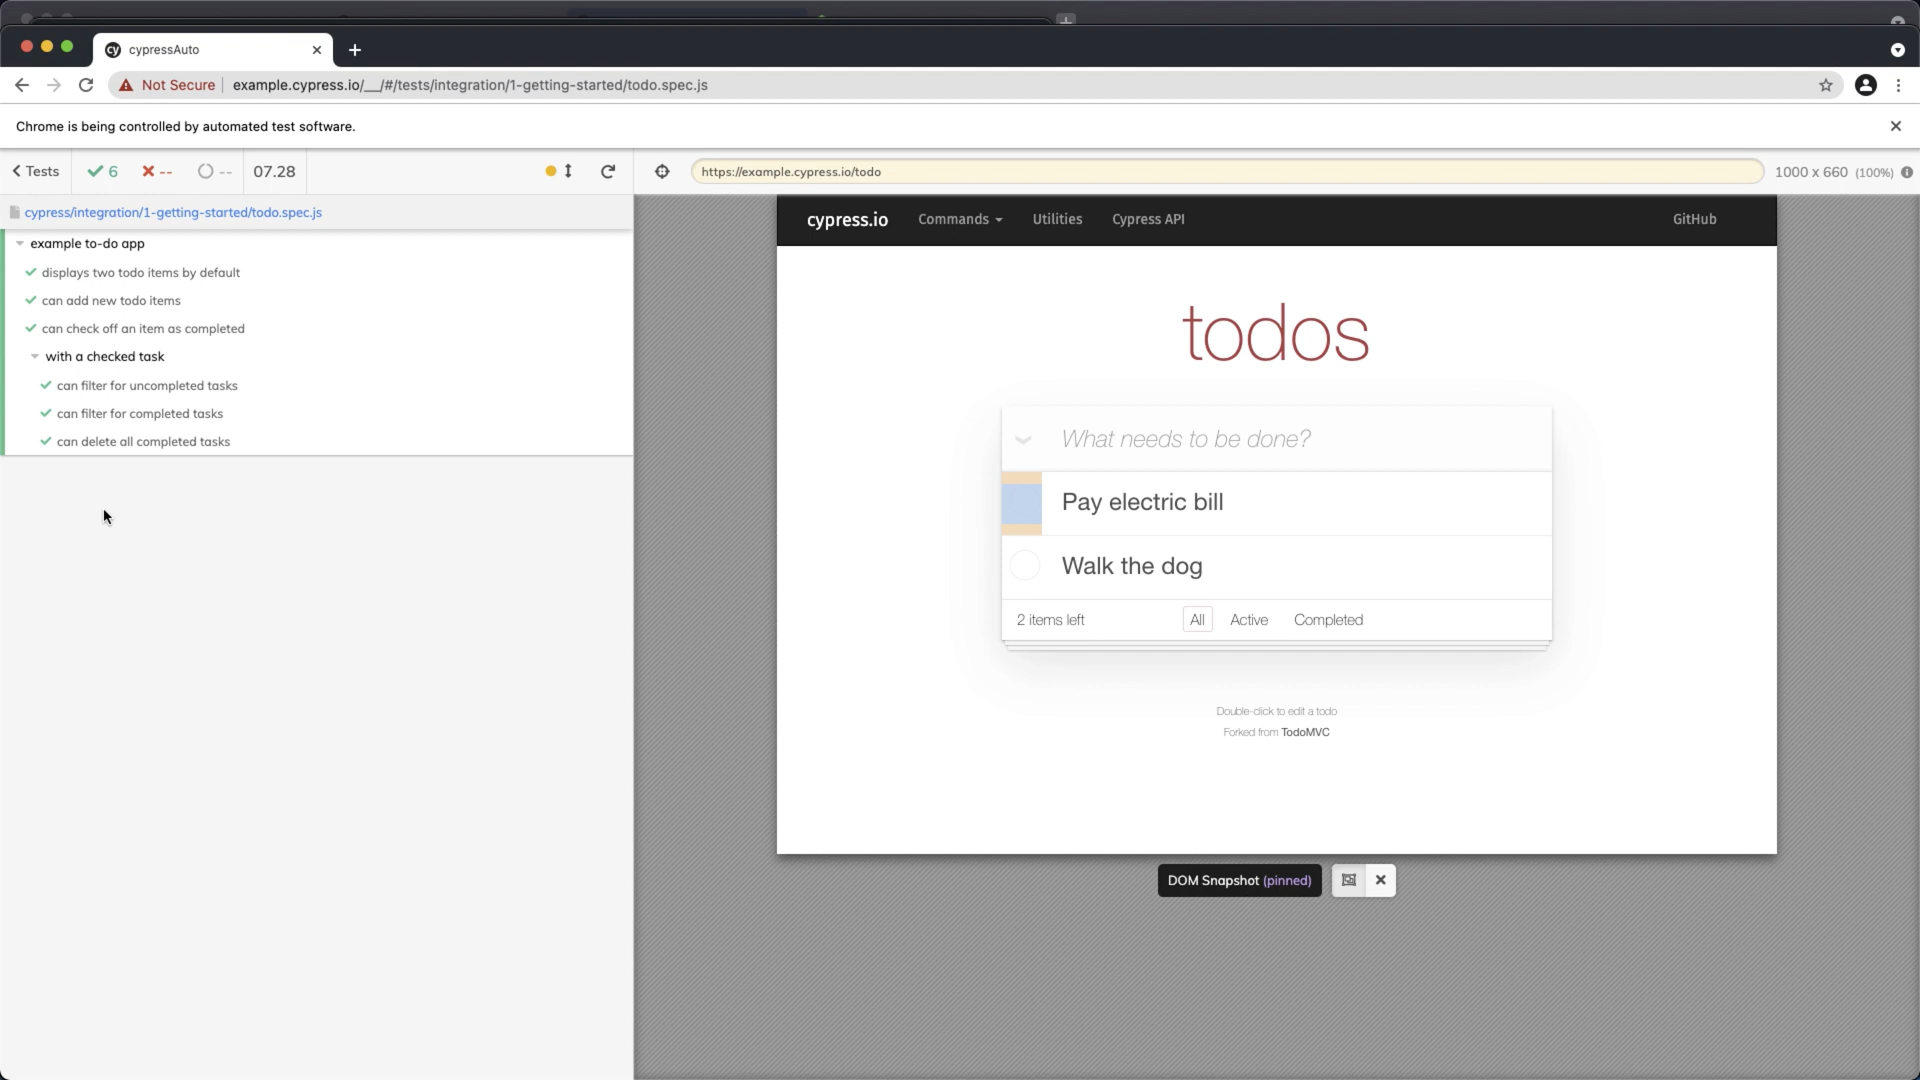 cypressAuto
Not Secure example.cypress.io/__/#/tests/integration/1-getting-started/todo.spec.js
Chrome is being controlled by automated test software.
Tests 6 -- -- 07.28
https://example.cypress.io/todo 1000 x 660 (100%)
cypress/integration/1-getting-started/todo.spec.js
example to-do app
displays two todo items by default
can add new todo items
can check off an item as completed
with a checked task
can filter for uncompleted tasks
can filter for completed tasks
can delete all completed tasks
cypress.io Commands Utilities Cypress API GitHub
todos
What needs to be done?
Pay electric bill
Walk the dog
2 items left All Active Completed
Double-click to edit a todo
Forked from TodoMVC
DOM Snapshot (pinned)